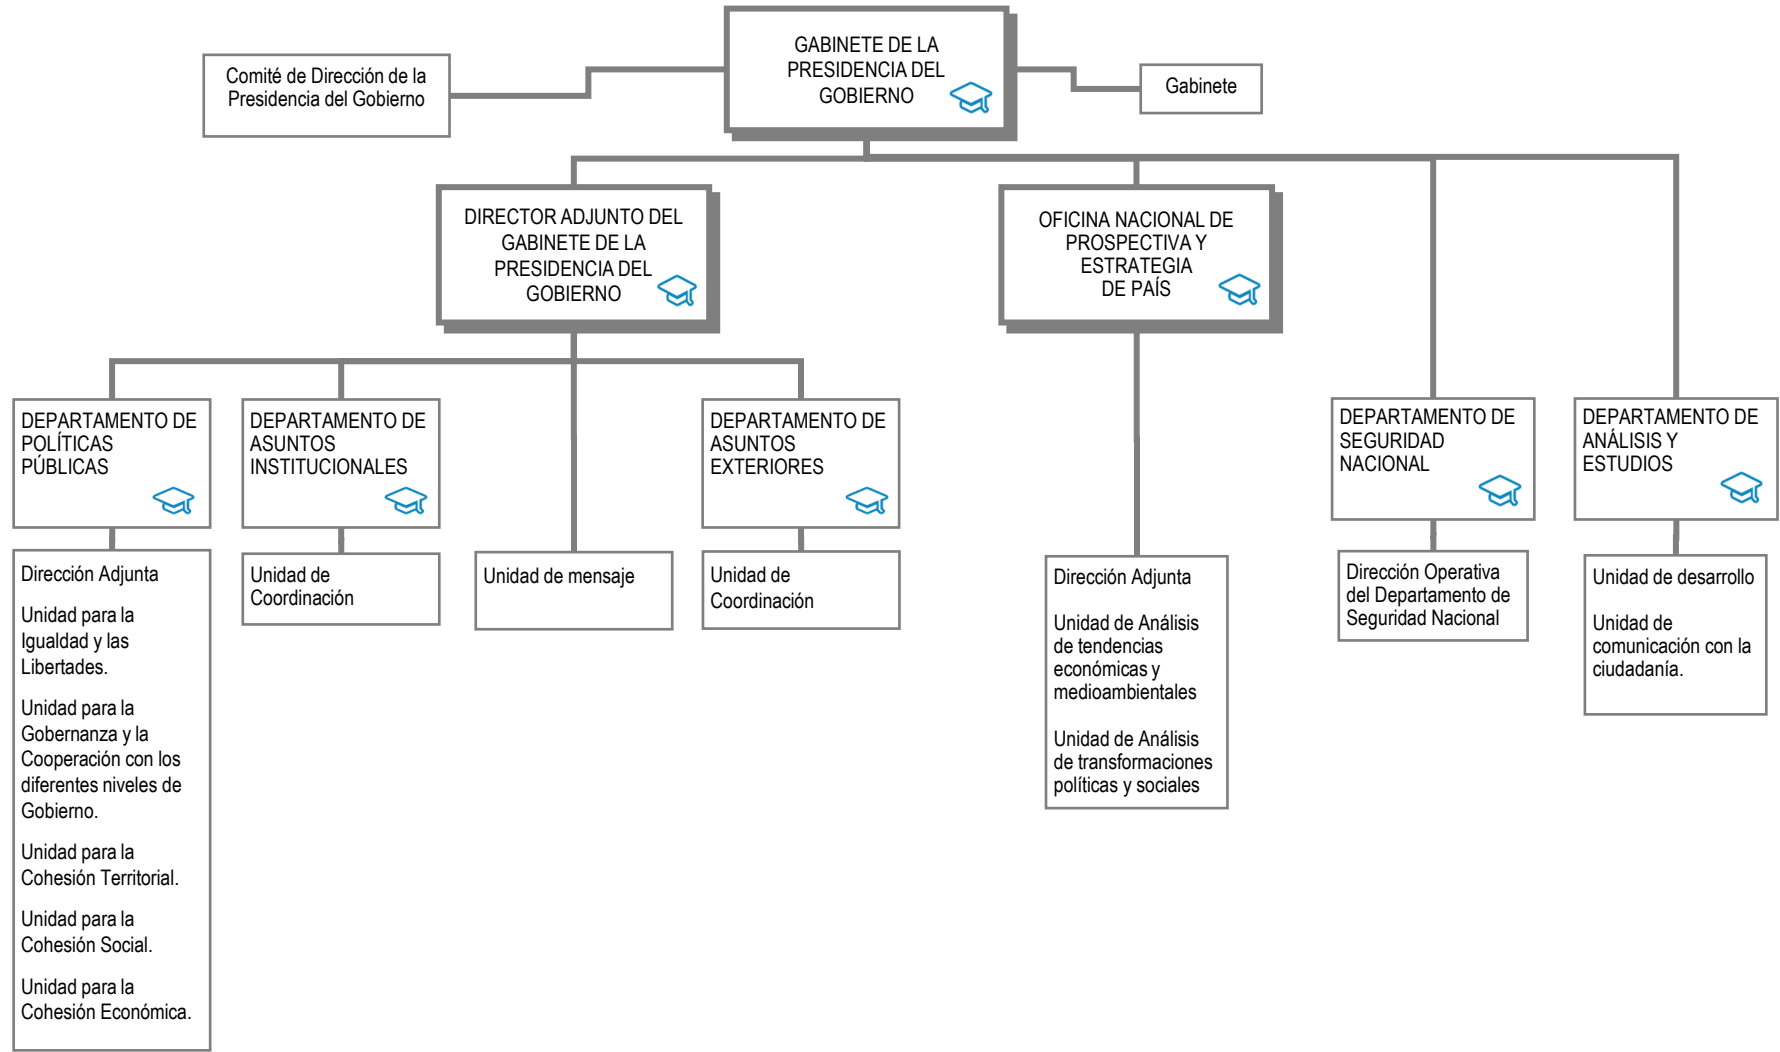 GABINETE DE LA
PRESIDENCIA DEL
GOBIERNO
Comité de Dirección de la
Presidencia del Gobierno
Gabinete
DIRECTOR ADJUNTO DEL
GABINETE DE LA
PRESIDENCIA DEL
GOBIERNO
OFICINA NACIONAL DE
PROSPECTIVA Y
ESTRATEGIA
DE PAÍS
DEPARTAMENTO DE
POLÍTICAS
PÚBLICAS
DEPARTAMENTO DE
ASUNTOS
INSTITUCIONALES
DEPARTAMENTO DE
ASUNTOS
EXTERIORES
DEPARTAMENTO DE
SEGURIDAD
NACIONAL
DEPARTAMENTO DE
ANÁLISIS Y
ESTUDIOS
Dirección Adjunta
Unidad para la
Igualdad y las
Libertades.
Unidad para la
Gobernanza y la
Cooperación con los
diferentes niveles de
Gobierno.
Unidad para la
Cohesión Territorial.
Unidad para la
Cohesión Social.
Unidad para la
Cohesión Económica.
Unidad de
Coordinación
Unidad de mensaje
Unidad de
Coordinación
Dirección Adjunta
Unidad de Análisis
de tendencias
económicas y
medioambientales
Unidad de Análisis
de transformaciones
políticas y sociales
Dirección Operativa
del Departamento de
Seguridad Nacional
Unidad de desarrollo
Unidad de
comunicación con la
ciudadanía.